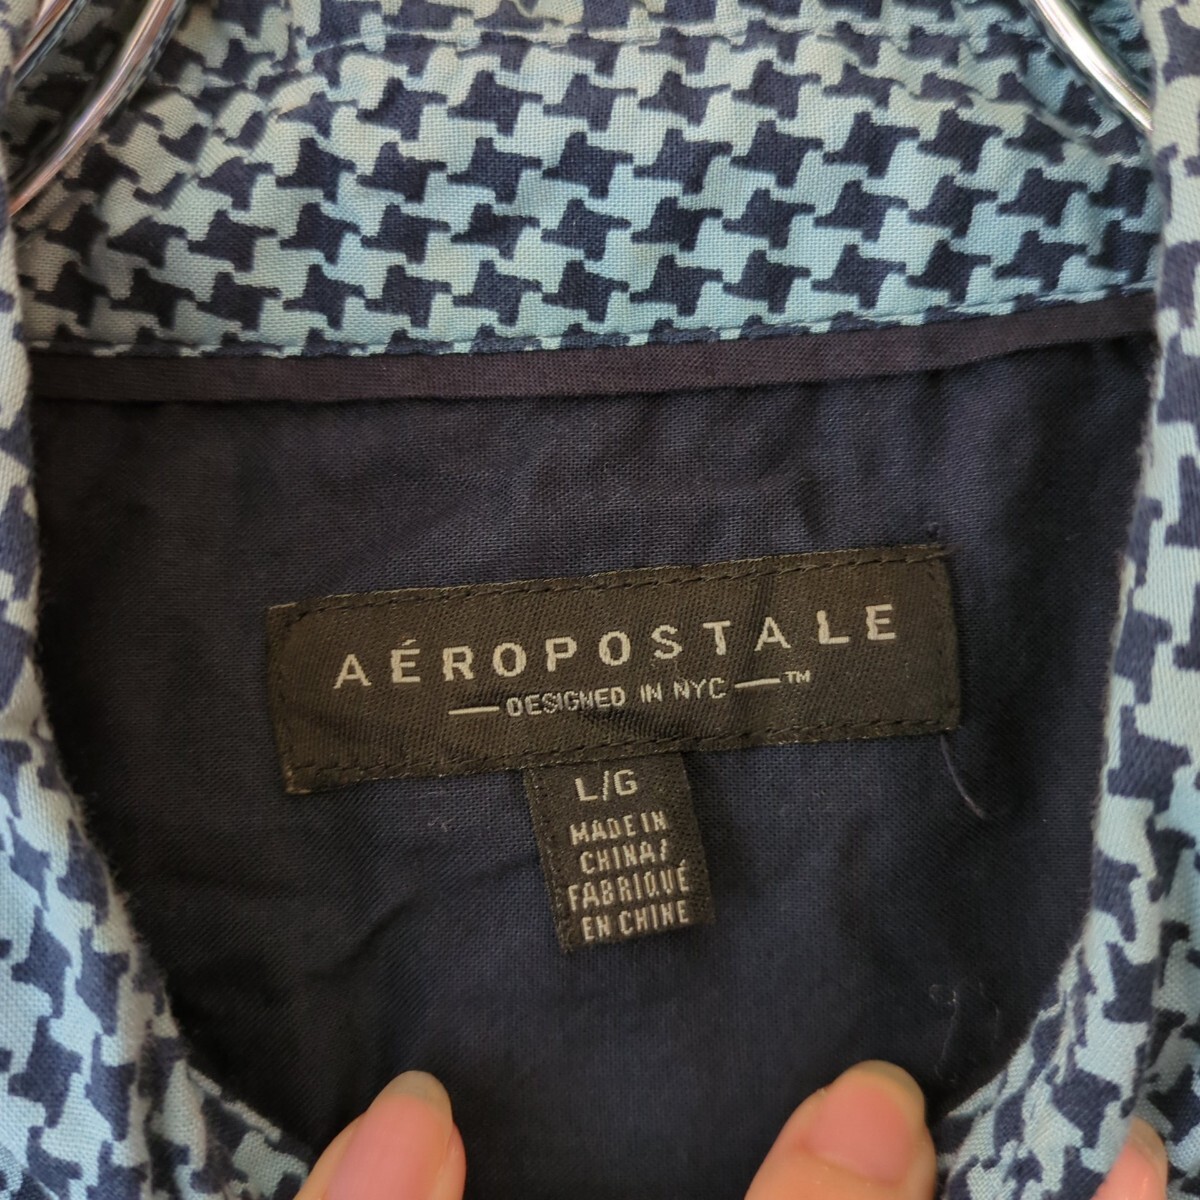 AÉROPOSTALE
DESIGNED IN NYC ™
L/G
MADE IN
CHINA/
FABRIQUÉ
EN CHINE